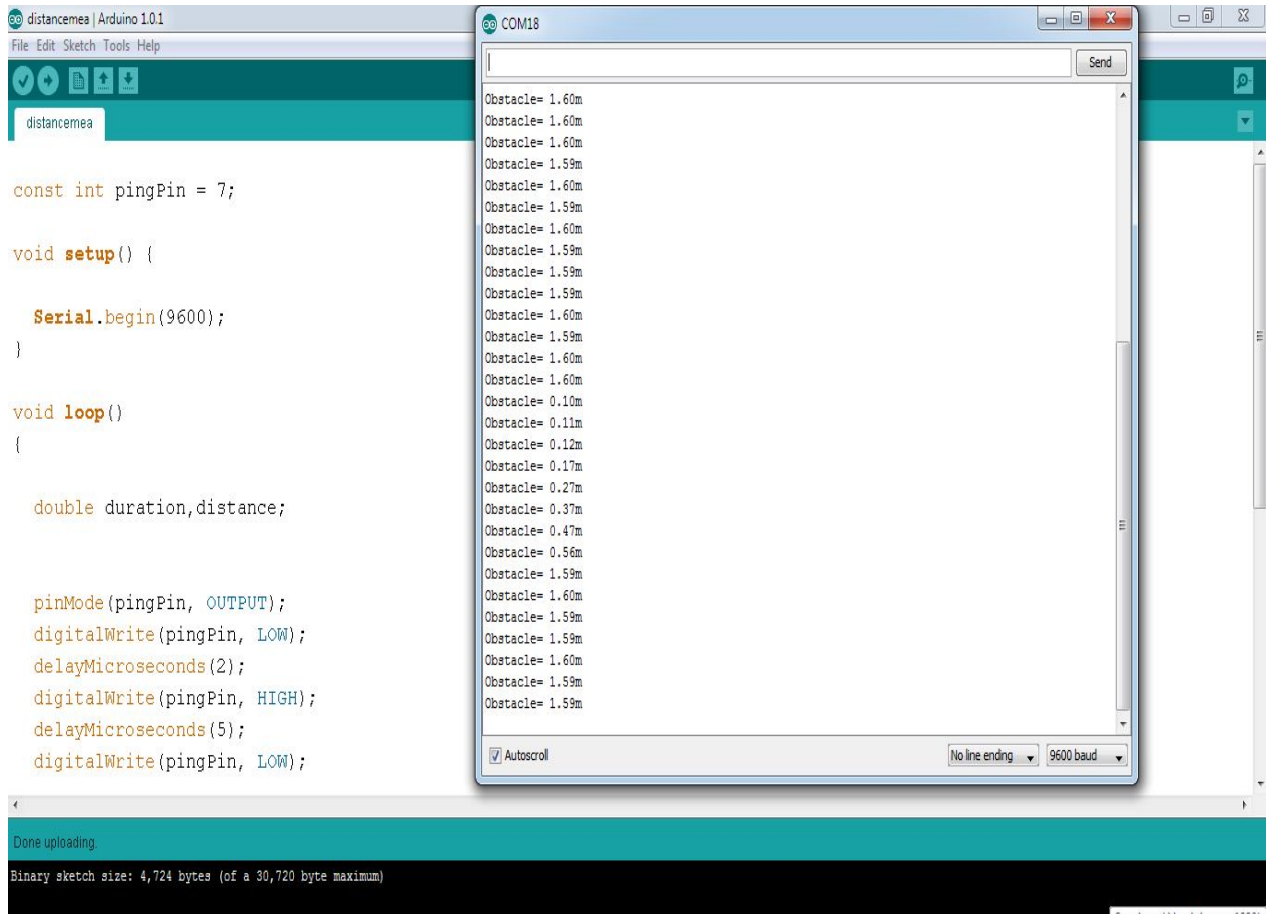 distancemea | Arduino 1.0.1
File Edit Sketch Tools Help
distancemea
const int pingPin = 7;
void setup() {
Serial.begin(9600);
}
void loop()
{
double duration,distance;
pinMode(pingPin, OUTPUT);
digitalWrite(pingPin, LOW);
delayMicroseconds(2);
digitalWrite(pingPin, HIGH);
delayMicroseconds(5);
digitalWrite(pingPin, LOW);
COM18
Send
Obstacle= 1.60m
Obstacle= 1.60m
Obstacle= 1.60m
Obstacle= 1.59m
Obstacle= 1.60m
Obstacle= 1.59m
Obstacle= 1.60m
Obstacle= 1.59m
Obstacle= 1.59m
Obstacle= 1.59m
Obstacle= 1.60m
Obstacle= 1.59m
Obstacle= 1.60m
Obstacle= 1.60m
Obstacle= 0.10m
Obstacle= 0.11m
Obstacle= 0.12m
Obstacle= 0.17m
Obstacle= 0.27m
Obstacle= 0.37m
Obstacle= 0.47m
Obstacle= 0.56m
Obstacle= 1.59m
Obstacle= 1.60m
Obstacle= 1.59m
Obstacle= 1.59m
Obstacle= 1.60m
Obstacle= 1.59m
Obstacle= 1.59m
Autoscroll
No line ending
9600 baud
Done uploading.
Binary sketch size: 4,724 bytes (of a 30,720 byte maximum)